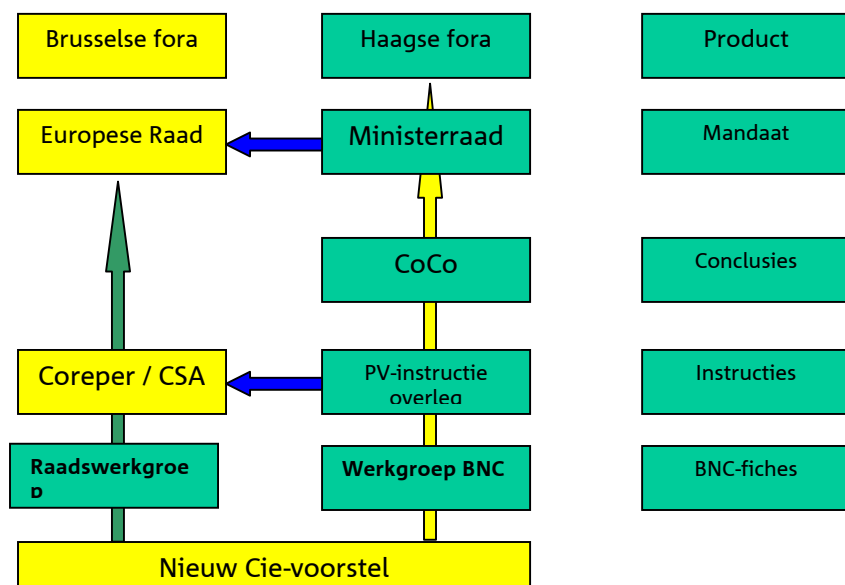 Brusselse fora
Haagse fora
Product
Europese Raad
Ministerraad
Mandaat
CoCo
Conclusies
Coreper / CSA
PV-instructie
overleg
Instructies
Raadswerkgroe
p
Werkgroep BNC
BNC-fiches
Nieuw Cie-voorstel